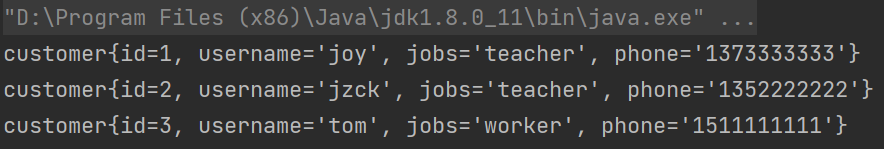 "D:\Program Files (x86)\Java\jdk1.8.0_11\bin\java.exe" ...
customer{id=1, username='joy', jobs='teacher', phone='1373333333'}
customer{id=2, username='jzck', jobs='teacher', phone='1352222222'}
customer{id=3, username='tom', jobs='worker', phone='1511111111'}